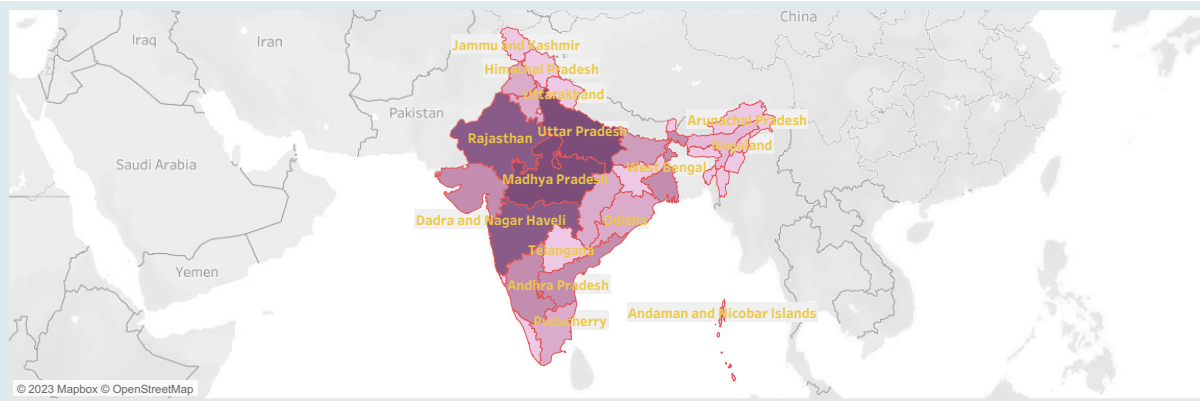 China
Iraq
Iran
Jammu and Kashmir
Himachal Pradesh
Uttarakhand
Pakistan
Arunachal Pradesh
Rajasthan
Uttar Pradesh
Nagaland
Saudi Arabia
West Bengal
Madhya Pradesh
Dadra and Nagar Haveli
Odisha
Telangana
Yemen
Andhra Pradesh
Andaman and Nicobar Islands
Puducherry
© 2023 Mapbox © OpenStreetMap